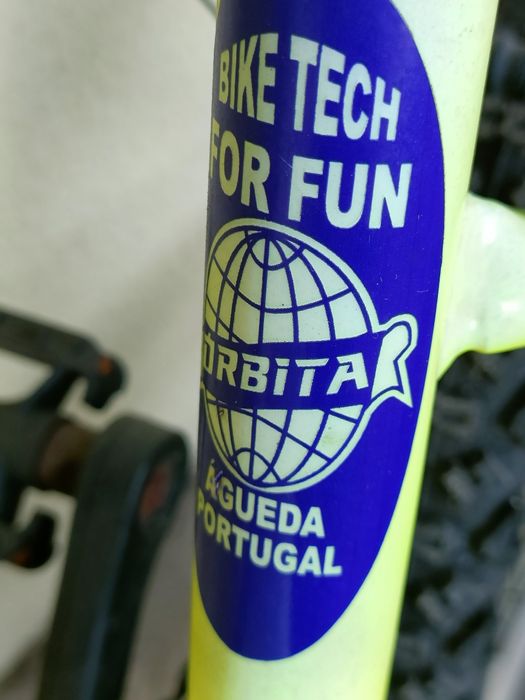 BIKE TECH
FOR FUN
ORBITA
ÁGUEDA
PORTUGAL